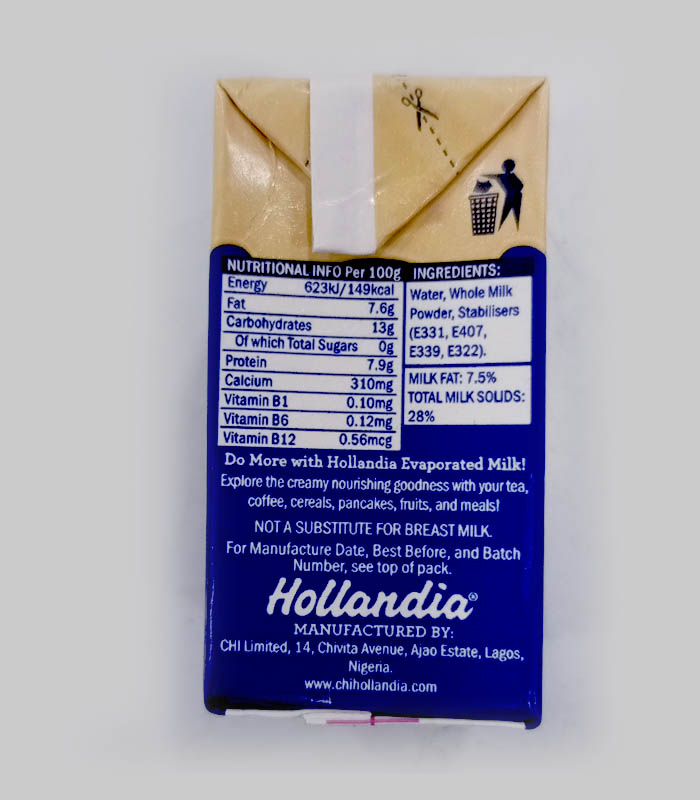 NUTRITIONAL INFO Per 100g
Energy 623kJ/149kcal
Fat 7.6g
Carbohydrates 13g
Of which Total Sugars 0g
Protein 7.9g
Calcium 310mg
Vitamin B1 0.10mg
Vitamin B6 0.12mg
Vitamin B12 0.56mcg
INGREDIENTS:
Water, Whole Milk
Powder, Stabilisers
(E331, E407,
E339, E322).
MILK FAT: 7.5%
TOTAL MILK SOLIDS:
28%
Do More with Hollandia Evaporated Milk!
Explore the creamy nourishing goodness with your tea,
coffee, cereals, pancakes, fruits, and meals!
NOT A SUBSTITUTE FOR BREAST MILK.
For Manufacture Date, Best Before, and Batch
Number, see top of pack.
Hollandia®
MANUFACTURED BY:
CHI Limited, 14, Chivita Avenue, Ajao Estate, Lagos,
Nigeria.
www.chihollandia.com